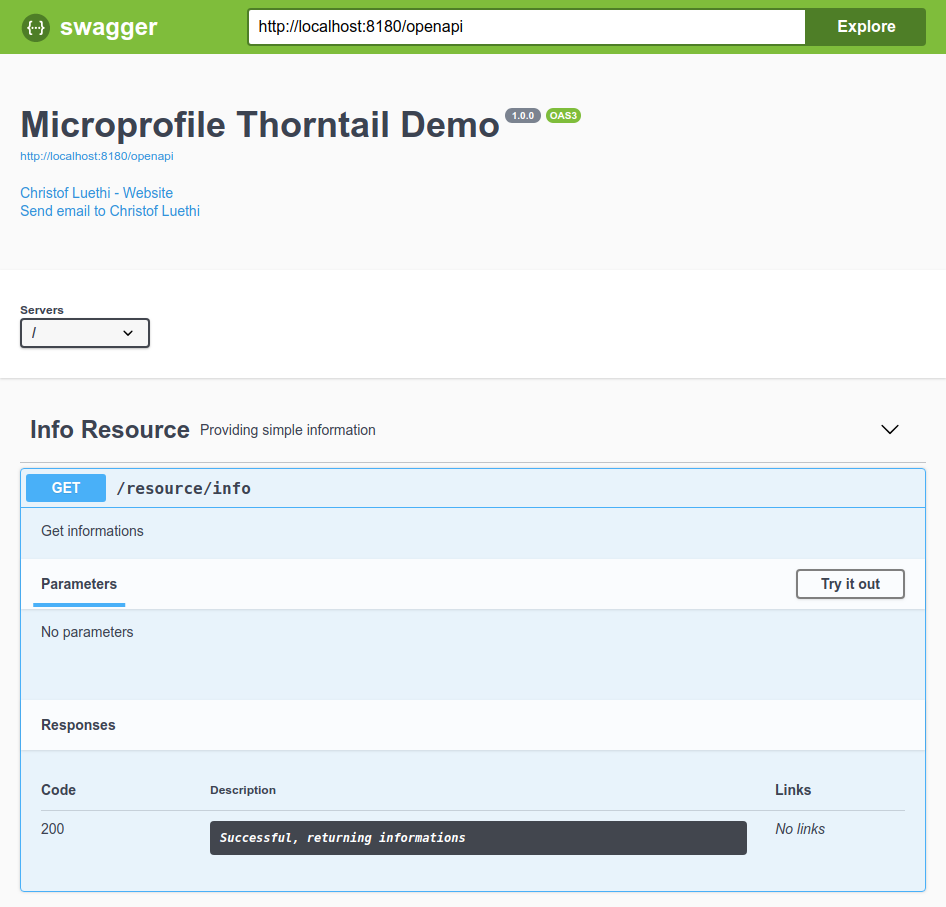 {···} swagger http://localhost:8180/openapi Explore
Microprofile Thorntail Demo 1.0.0 OAS3
http://localhost:8180/openapi
Christof Luethi - Website
Send email to Christof Luethi
Servers
/
Info Resource Providing simple information
GET /resource/info
Get informations
Parameters Try it out
No parameters
Responses
Code Description Links
200 Successful, returning informations No links